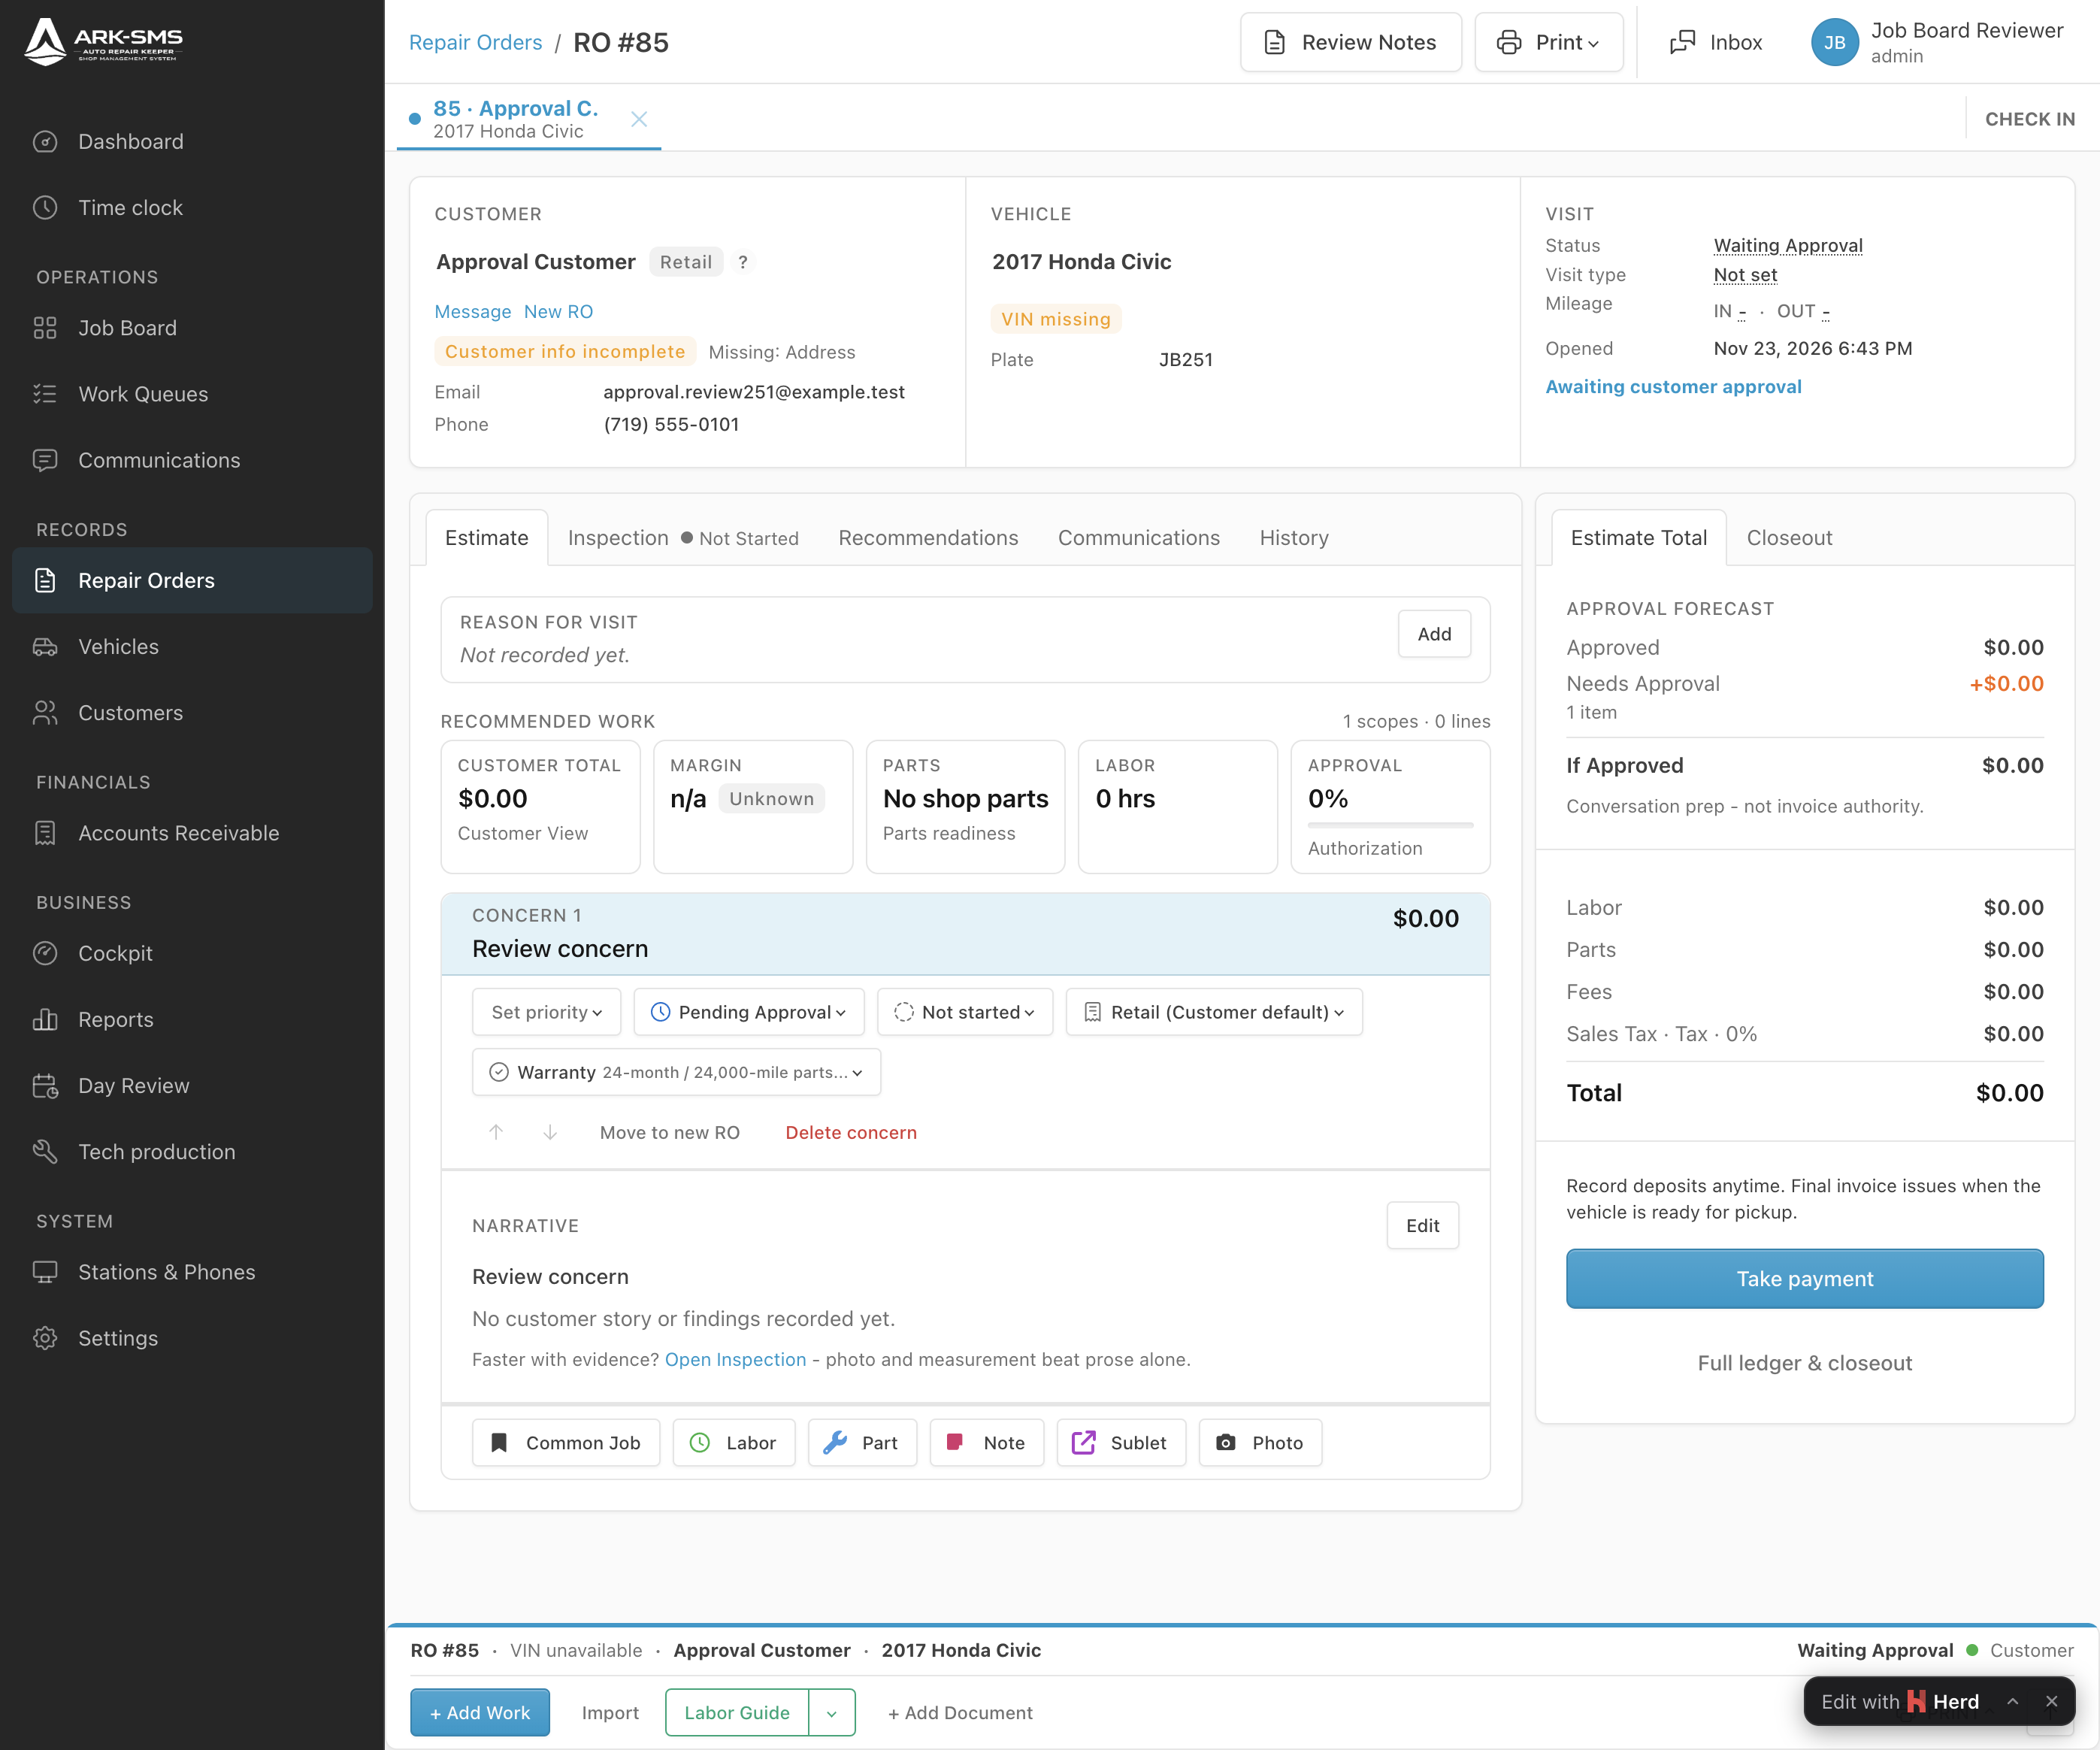 ARK-SMS
AUTO REPAIR KEEPER
SHOP MANAGEMENT SYSTEM
Dashboard
Time clock
OPERATIONS
Job Board
Work Queues
Communications
RECORDS
Repair Orders
Vehicles
Customers
FINANCIALS
Accounts Receivable
BUSINESS
Cockpit
Reports
Day Review
Tech production
SYSTEM
Stations & Phones
Settings
Repair Orders / RO #85
Review Notes
Print
Inbox
JB
Job Board Reviewer
admin
85 · Approval C.
2017 Honda Civic
CHECK IN
CUSTOMER
Approval Customer Retail ?
Message New RO
Customer info incomplete Missing: Address
Email approval.review251@example.test
Phone (719) 555-0101
VEHICLE
2017 Honda Civic
VIN missing
Plate JB251
VISIT
Status Waiting Approval
Visit type Not set
Mileage IN - · OUT -
Opened Nov 23, 2026 6:43 PM
Awaiting customer approval
Estimate Inspection Not Started Recommendations Communications History
REASON FOR VISIT
Not recorded yet.
Add
RECOMMENDED WORK 1 scopes · 0 lines
CUSTOMER TOTAL
$0.00
Customer View
MARGIN
n/a Unknown
PARTS
No shop parts
Parts readiness
LABOR
0 hrs
APPROVAL
0%
Authorization
CONCERN 1
Review concern
$0.00
Set priority Pending Approval Not started Retail (Customer default)
Warranty 24-month / 24,000-mile parts...
Move to new RO Delete concern
NARRATIVE
Edit
Review concern
No customer story or findings recorded yet.
Faster with evidence? Open Inspection - photo and measurement beat prose alone.
Common Job Labor Part Note Sublet Photo
Estimate Total Closeout
APPROVAL FORECAST
Approved $0.00
Needs Approval +$0.00
1 item
If Approved $0.00
Conversation prep - not invoice authority.
Labor $0.00
Parts $0.00
Fees $0.00
Sales Tax · Tax · 0% $0.00
Total $0.00
Record deposits anytime. Final invoice issues when the
vehicle is ready for pickup.
Take payment
Full ledger & closeout
RO #85 · VIN unavailable · Approval Customer · 2017 Honda Civic
Waiting Approval Customer
+ Add Work Import Labor Guide + Add Document
Edit with Herd